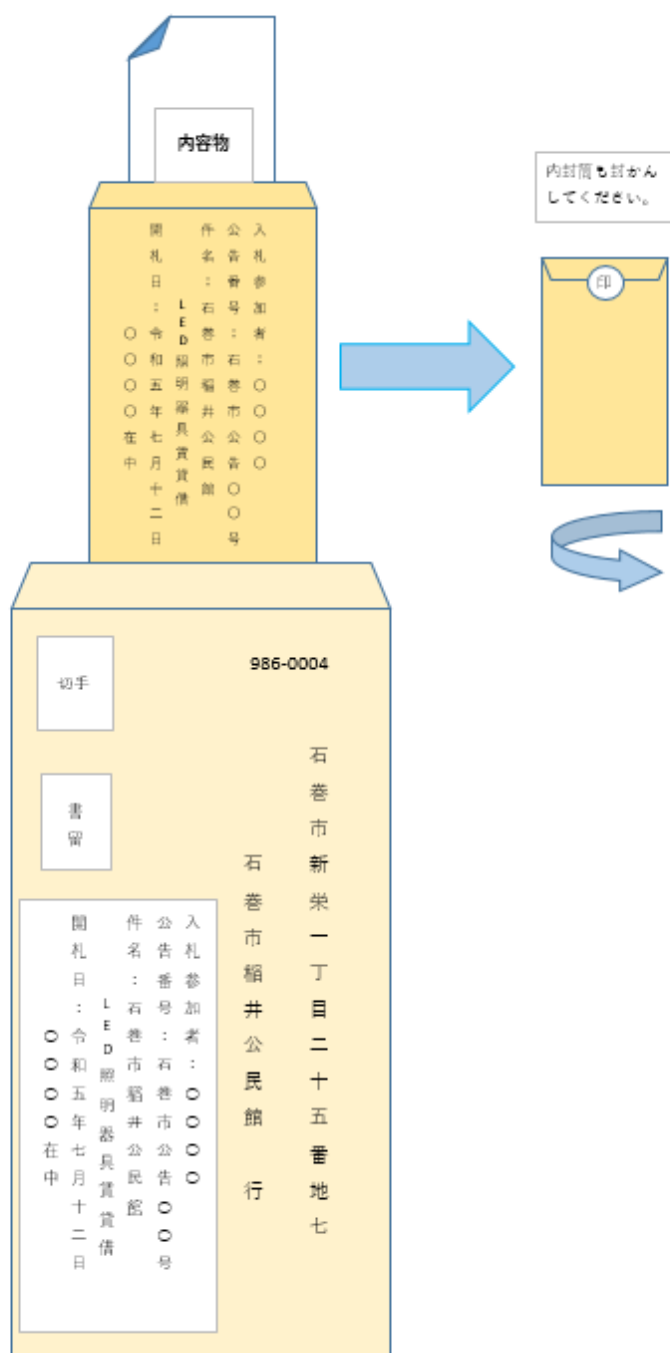 内容物
内封筒も封かん
してください。
印
入札参加者：〇〇〇〇
公告番号：石巻市公告〇〇号
件名：石巻市稲井公民館
LED照明器具賃貸借
開札日：令和五年七月十二日
〇〇〇〇在中
切手
986-0004
書留
石巻市新栄一丁目二十五番地七
石巻市稲井公民館　行
入札参加者：〇〇〇〇
公告番号：石巻市公告〇〇号
件名：石巻市稲井公民館
LED照明器具賃貸借
開札日：令和五年七月十二日
〇〇〇〇在中